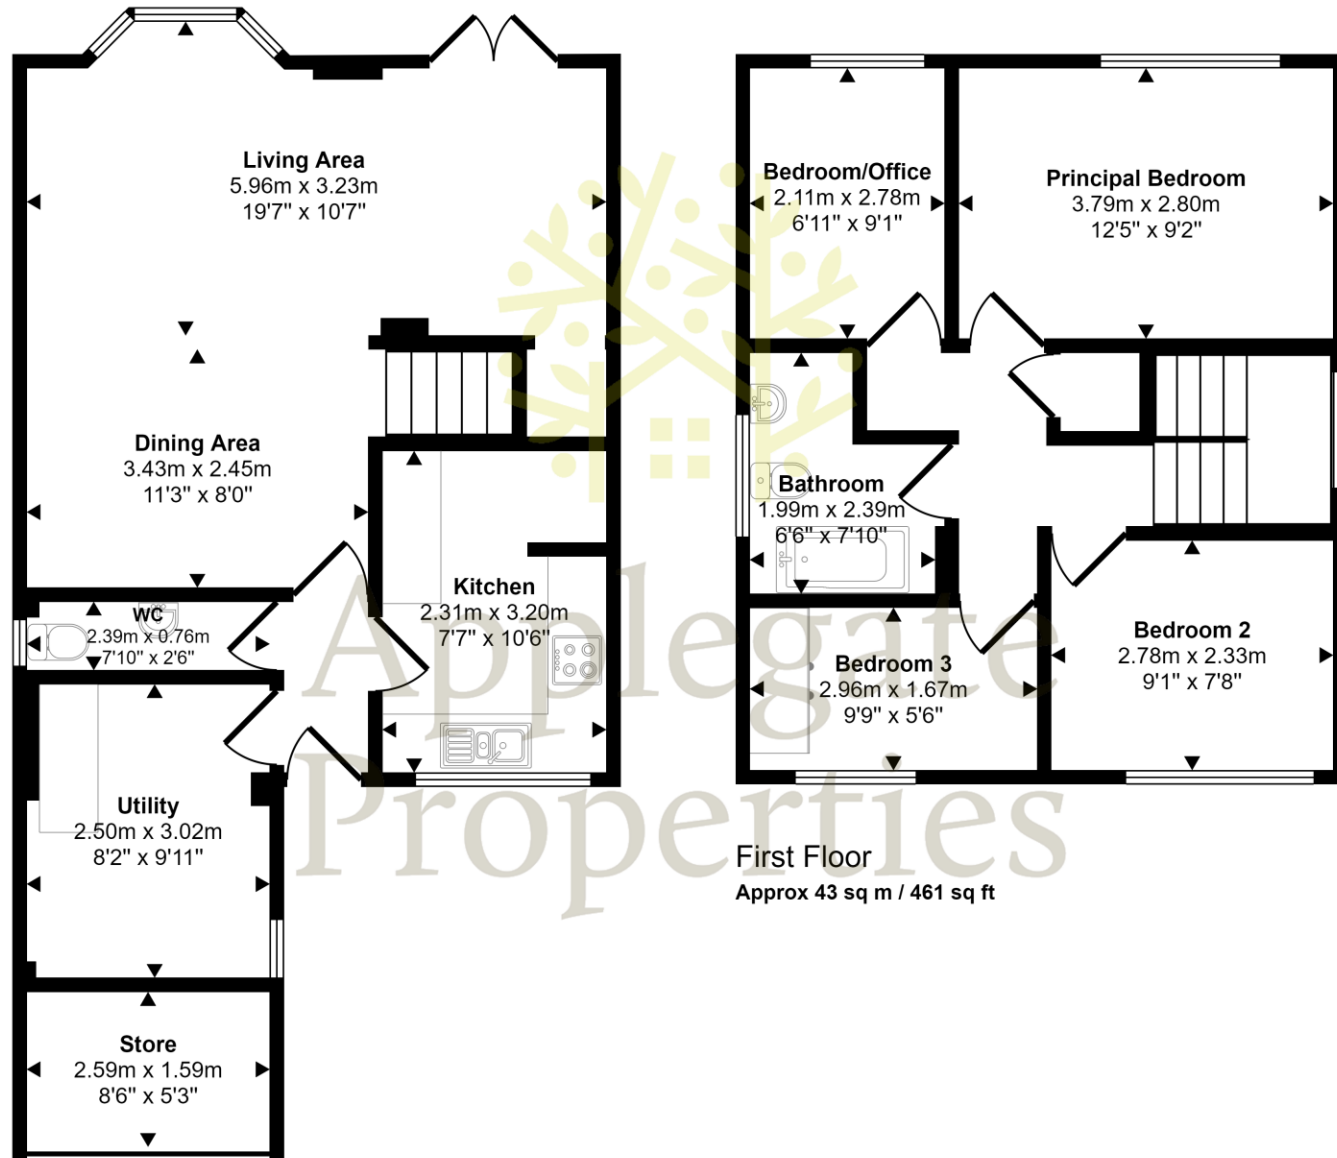 Living Area
5.96m x 3.23m
19'7" x 10'7"
Dining Area
3.43m x 2.45m
11'3" x 8'0"
WC
2.39m x 0.76m
7'10" x 2'6"
Kitchen
2.31m x 3.20m
7'7" x 10'6"
Utility
2.50m x 3.02m
8'2" x 9'11"
Store
2.59m x 1.59m
8'6" x 5'3"
Bedroom/Office
2.11m x 2.78m
6'11" x 9'1"
Principal Bedroom
3.79m x 2.80m
12'5" x 9'2"
Bathroom
1.99m x 2.39m
6'6" x 7'10"
Bedroom 3
2.96m x 1.67m
9'9" x 5'6"
Bedroom 2
2.78m x 2.33m
9'1" x 7'8"
First Floor
Approx 43 sq m / 461 sq ft
Applegate
Properties